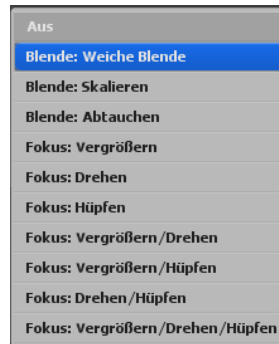 Aus
Blende: Weiche Blende
Blende: Skalieren
Blende: Abtauchen
Fokus: Vergrößern
Fokus: Drehen
Fokus: Hüpfen
Fokus: Vergrößern/Drehen
Fokus: Vergrößern/Hüpfen
Fokus: Drehen/Hüpfen
Fokus: Vergrößern/Drehen/Hüpfen